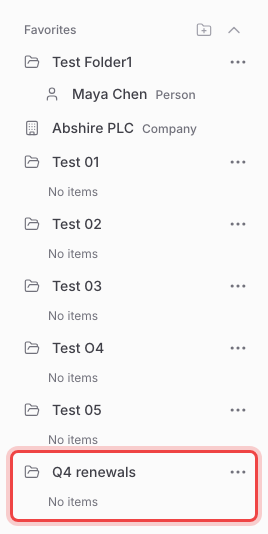 Favorites
Test Folder1
Maya Chen Person
Abshire PLC Company
Test 01
No items
Test 02
No items
Test 03
No items
Test O4
No items
Test 05
No items
Q4 renewals
No items